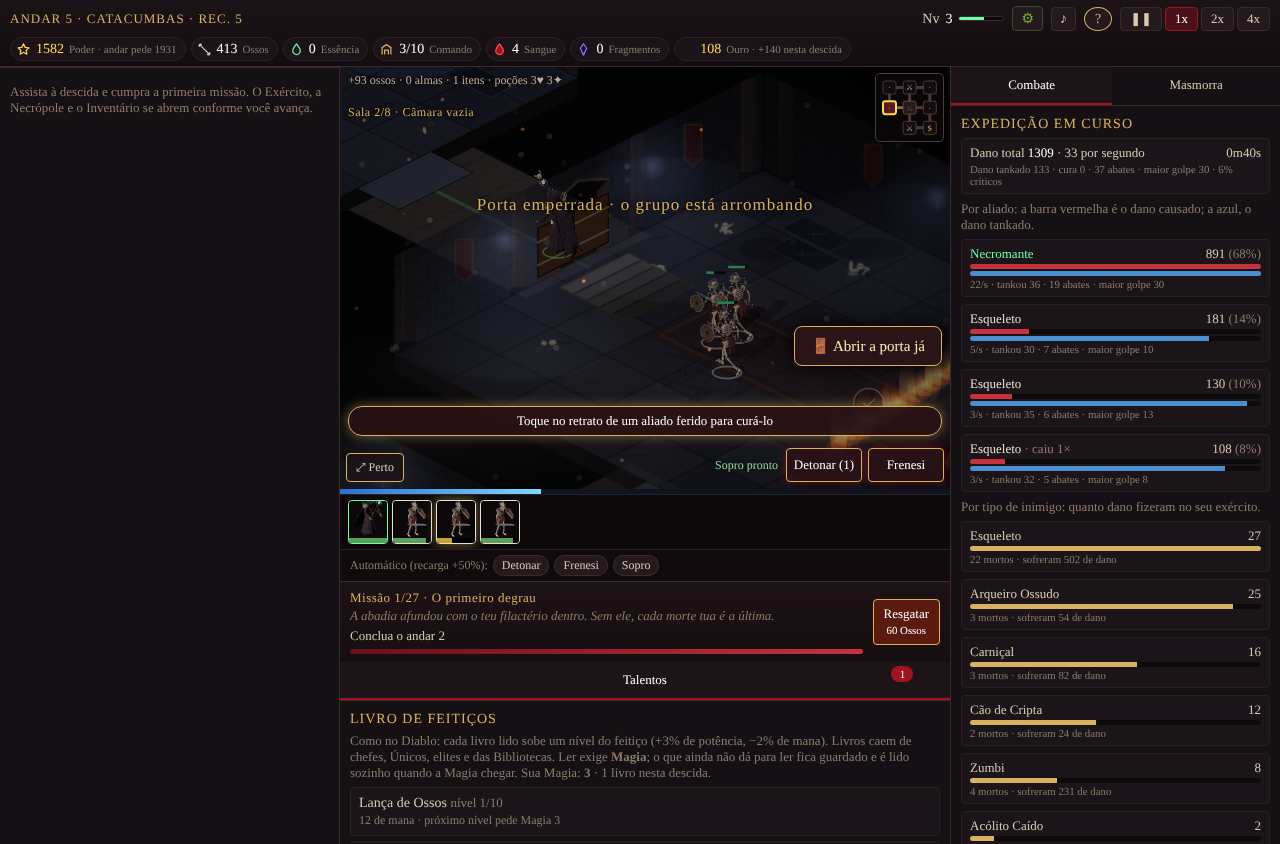 ANDAR 5 · CATACUMBAS · REC. 5
Nv 3
♪
?
❚❚
1x
2x
4x
1582 Poder · andar pede 1931
413 Ossos
0 Essência
3/10 Comando
4 Sangue
0 Fragmentos
108 Ouro · +140 nesta descida
Assista à descida e cumpra a primeira missão. O Exército, a
Necrópole e o Inventário se abrem conforme você avança.
+93 ossos · 0 almas · 1 itens · poções 3♥ 3✦
Sala 2/8 · Câmara vazia
$
Porta emperrada · o grupo está arrombando
Abrir a porta já
Toque no retrato de um aliado ferido para curá-lo
⤢ Perto
Sopro pronto
Detonar (1)
Frenesi
Automático (recarga +50%):
Detonar
Frenesi
Sopro
Missão 1/27 · O primeiro degrau
A abadia afundou com o teu filactério dentro. Sem ele, cada morte tua é a última.
Conclua o andar 2
Resgatar
60 Ossos
Talentos
1
LIVRO DE FEITIÇOS
Como no Diablo: cada livro lido sobe um nível do feitiço (+3% de potência, −2% de mana). Livros caem de
chefes, Únicos, elites e das Bibliotecas. Ler exige Magia; o que ainda não dá para ler fica guardado e é lido
sozinho quando a Magia chegar. Sua Magia: 3 · 1 livro nesta descida.
Lança de Ossos nível 1/10
12 de mana · próximo nível pede Magia 3
Combate
Masmorra
EXPEDIÇÃO EM CURSO
Dano total 1309 · 33 por segundo
0m40s
Dano tankado 133 · cura 0 · 37 abates · maior golpe 30 · 6%
críticos
Por aliado: a barra vermelha é o dano causado; a azul, o
dano tankado.
Necromante
891 (68%)
22/s · tankou 36 · 19 abates · maior golpe 30
Esqueleto
181 (14%)
5/s · tankou 30 · 7 abates · maior golpe 10
Esqueleto
130 (10%)
3/s · tankou 35 · 6 abates · maior golpe 13
Esqueleto · caiu 1×
108 (8%)
3/s · tankou 32 · 5 abates · maior golpe 8
Por tipo de inimigo: quanto dano fizeram no seu exército.
Esqueleto
27
22 mortos · sofreram 502 de dano
Arqueiro Ossudo
25
3 mortos · sofreram 54 de dano
Carniçal
16
3 mortos · sofreram 82 de dano
Cão de Cripta
12
2 mortos · sofreram 24 de dano
Zumbi
8
4 mortos · sofreram 231 de dano
Acólito Caído
2